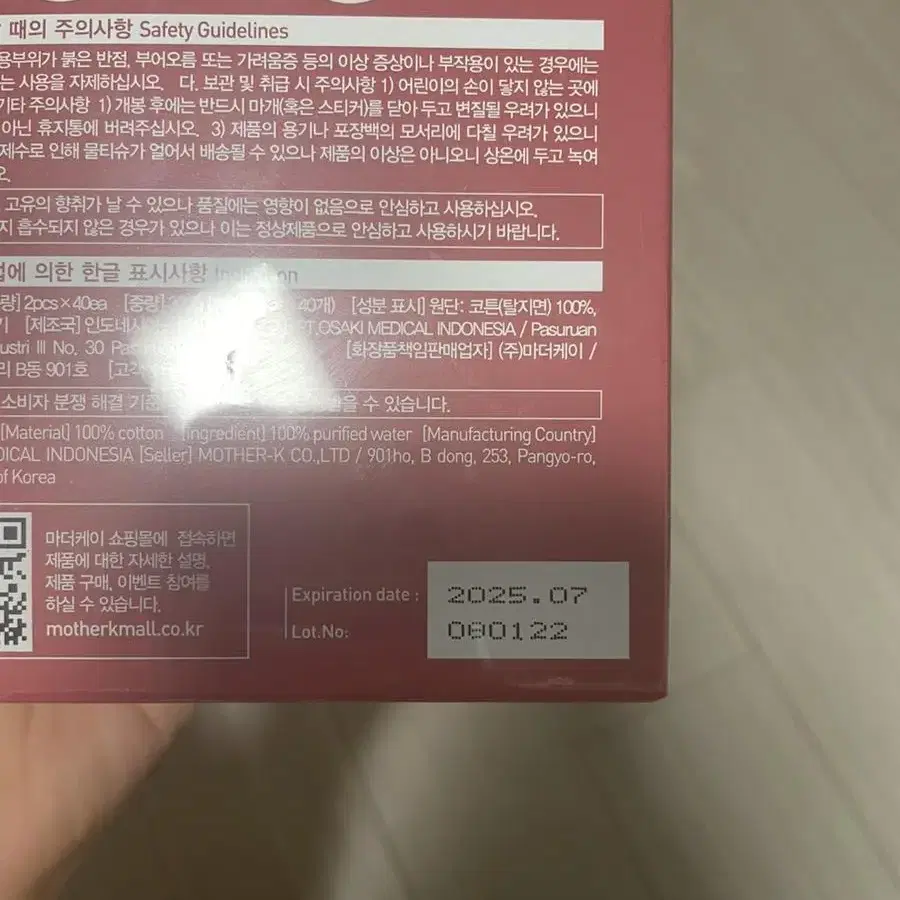 때의 주의사항 Safety Guidelines
용부위가 붉은 반점, 부어오름 또는 가려움증 등의 이상 증상이나 부작용이 있는 경우에는
는 사용을 자제하십시오. 다. 보관 및 취급 시 주의사항 1) 어린이의 손이 닿지 않는 곳에
기타 주의사항 1) 개봉 후에는 반드시 마개(혹은 스티커)를 닫아 두고 변질될 우려가 있으니
아닌 휴지통에 버려주십시오. 3) 제품의 용기나 포장백의 모서리에 다칠 우려가 있으니
제수로 인해 물티슈가 얼어서 배송될 수 있으나 제품의 이상은 아니오니 상온에 두고 녹여
오.
고유의 향취가 날 수 있으나 품질에는 영향이 없음으로 안심하고 사용하십시오.
지 흡수되지 않은 경우가 있으나 이는 정상제품으로 안심하고 사용하시기 바랍니다.
법에 의한 한글 표시사항
량] 2pcs×40ea [중량] 40개) [성분 표시] 원단: 코튼(탈지면) 100%,
기 [제조국] 인도네시 PT.OSAKI MEDICAL INDONESIA / Pasuruan
ustri III No. 30 [화장품책임판매업자] (주)마더케이 /
리 B동 901호 [고객
소비자 분쟁 해결 기준 수 있습니다.
[Material] 100% cotton [Ingredient] 100% purified water [Manufacturing Country]
DICAL INDONESIA [Seller] MOTHER-K CO.,LTD / 901ho, B dong, 253, Pangyo-ro,
of Korea
마더케이 쇼핑몰에 접속하면
제품에 대한 자세한 설명,
제품 구매, 이벤트 참여를
하실 수 있습니다.
motherkmall.co.kr
Expiration date : 2025.07
Lot.No: 080122